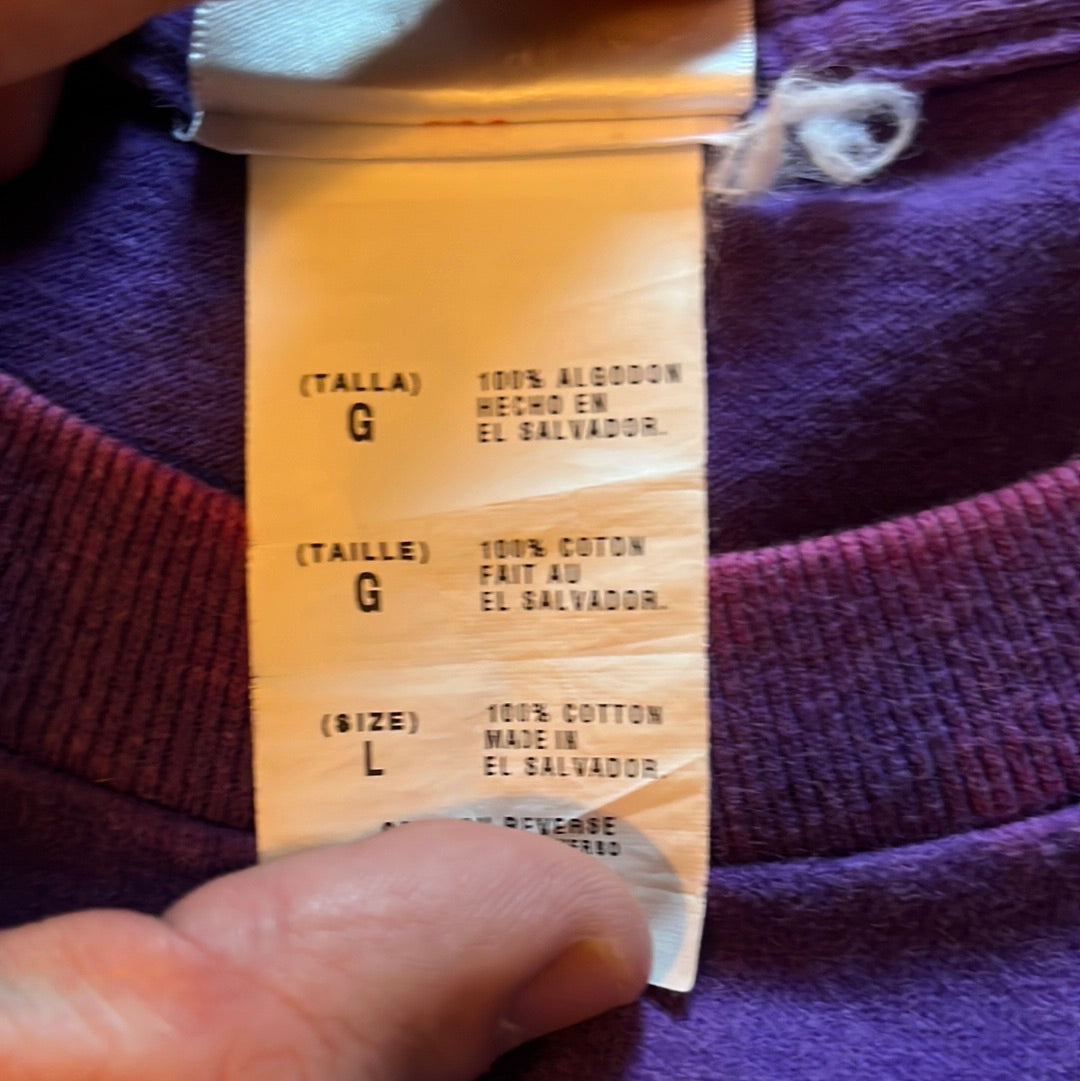 (TALLA)
G
100% ALGODON
HECHO EN
EL SALVADOR.
(TAILLE)
G
100% COTON
FAIT AU
EL SALVADOR.
(SIZE)
L
100% COTTON
MADE IN
EL SALVADOR.
REVERSE